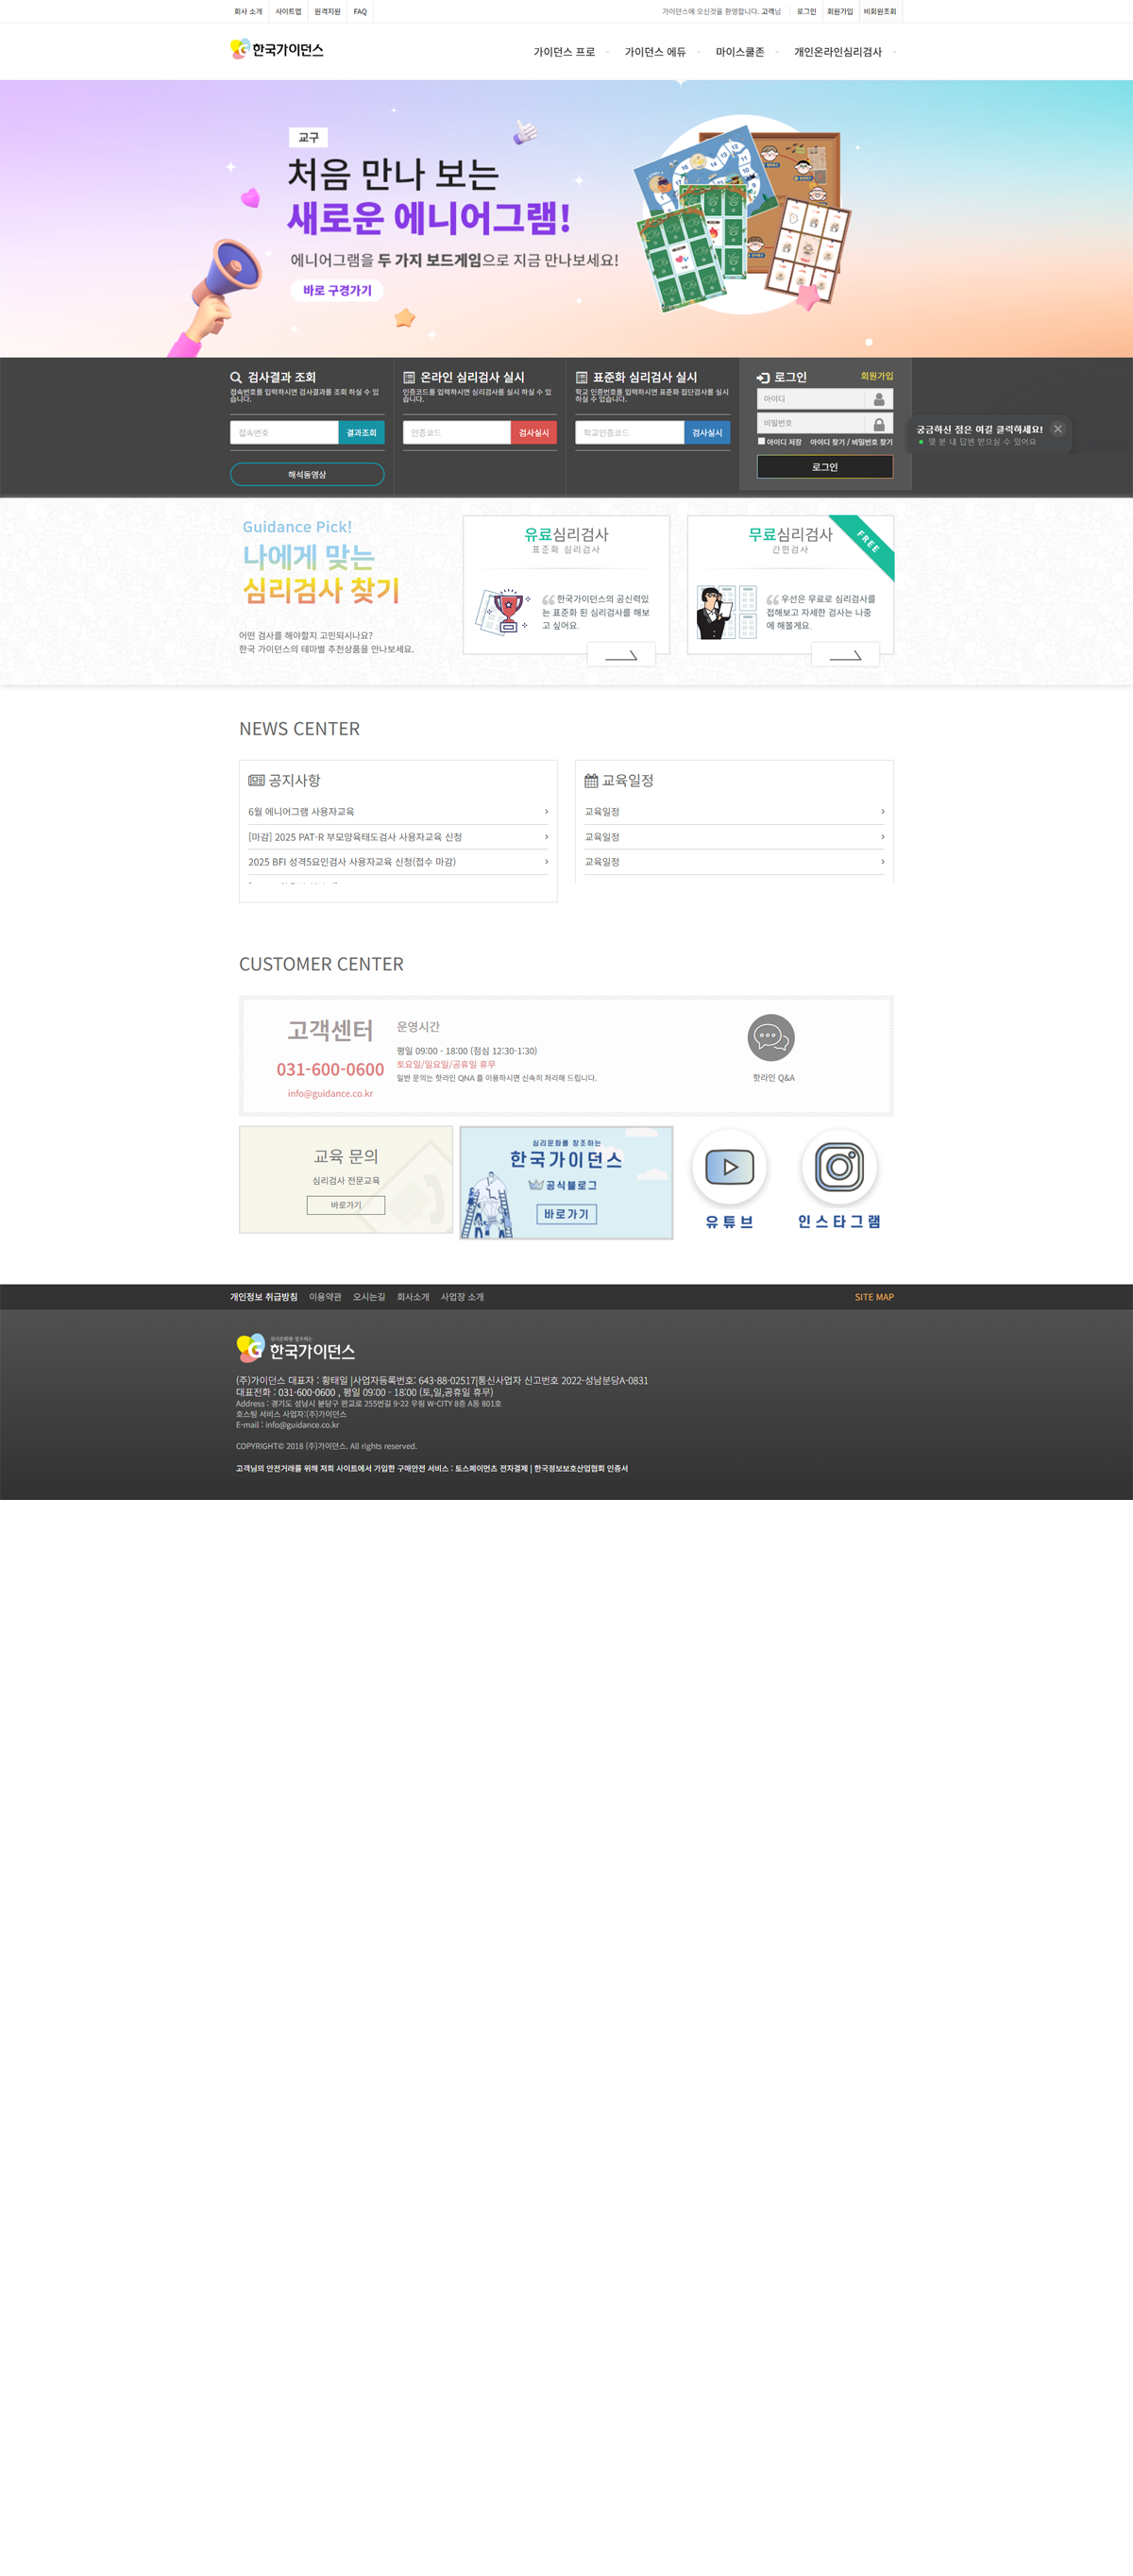 회사 소개
사이트맵
원격지원
FAQ
가이던스에 오신것을 환영합니다. 고객님
로그인
회원가입
비회원조회
한국가이던스
가이던스 프로
가이던스 에듀
마이스쿨존
개인온라인심리검사
교구
처음 만나 보는
새로운 에니어그램!
에니어그램을 두 가지 보드게임으로 지금 만나보세요!
바로 구경가기
검사결과 조회
접속번호를 입력하시면 검사결과를 조회 하실 수 있
습니다.
접속번호
결과조회
해석동영상
온라인 심리검사 실시
인증코드를 입력하시면 심리검사를 실시 하실 수 있
습니다.
인증코드
검사실시
표준화 심리검사 실시
학교 인증번호를 입력하시면 표준화 집단검사를 실시
하실 수 있습니다.
학교인증코드
검사실시
로그인
회원가입
아이디
비밀번호
아이디 저장
아이디 찾기 / 비밀번호 찾기
로그인
궁금하신 점은 여길 클릭하세요!
몇 분 내 답변 받으실 수 있어요
Guidance Pick!
나에게 맞는
심리검사 찾기
어떤 검사를 해야할지 고민되시나요?
한국 가이던스의 테마별 추천상품을 만나보세요.
유료심리검사
표준화 심리검사
한국가이던스의 공신력있
는 표준화 된 심리검사를 해보
고 싶어요.
무료심리검사
간편검사
FREE
우선은 무료로 심리검사를
접해보고 자세한 검사는 나중
에 해볼게요.
NEWS CENTER
공지사항
6월 에니어그램 사용자교육
[마감] 2025 PAT-R 부모양육태도검사 사용자교육 신청
2025 BFI 성격5요인검사 사용자교육 신청(접수 마감)
교육일정
교육일정
교육일정
교육일정
CUSTOMER CENTER
고객센터
031-600-0600
info@guidance.co.kr
운영시간
평일 09:00 - 18:00 (점심 12:30-1:30)
토요일/일요일/공휴일 휴무
일반 문의는 핫라인 QNA 를 이용하시면 신속히 처리해 드립니다.
핫라인 Q&A
교육 문의
심리검사 전문교육
바로가기
심리문화를 창조하는
한국가이던스
공식블로그
바로가기
유튜브
인스타그램
개인정보 취급방침
이용약관
오시는길
회사소개
사업장 소개
SITE MAP
심리문화를 창조하는
한국가이던스
(주)가이던스 대표자 : 황태일 |사업자등록번호: 643-88-02517|통신사업자 신고번호 2022-성남분당A-0831
대표전화 : 031-600-0600 , 평일 09:00 - 18:00 (토,일,공휴일 휴무)
Address : 경기도 성남시 분당구 판교로 255번길 9-22 우림 W-CITY 8층 A동 801호
호스팅 서비스 사업자:(주)가이던스
E-mail : info@guidance.co.kr
COPYRIGHT© 2018 (주)가이던스. All rights reserved.
고객님의 안전거래를 위해 저희 사이트에서 가입한 구매안전 서비스 : 토스페이먼츠 전자결제 | 한국정보보호산업협회 인증서